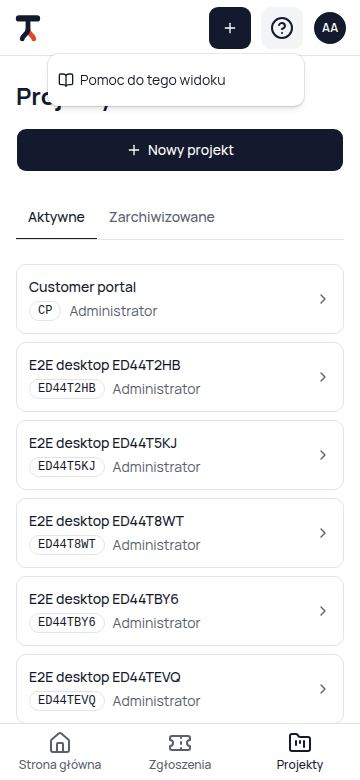 AA
Pomoc do tego widoku
Nowy projekt
Aktywne Zarchiwizowane
Customer portal
CP Administrator
E2E desktop ED44T2HB
ED44T2HB Administrator
E2E desktop ED44T5KJ
ED44T5KJ Administrator
E2E desktop ED44T8WT
ED44T8WT Administrator
E2E desktop ED44TBY6
ED44TBY6 Administrator
E2E desktop ED44TEVQ
ED44TEVQ Administrator
Strona główna Zgłoszenia Projekty